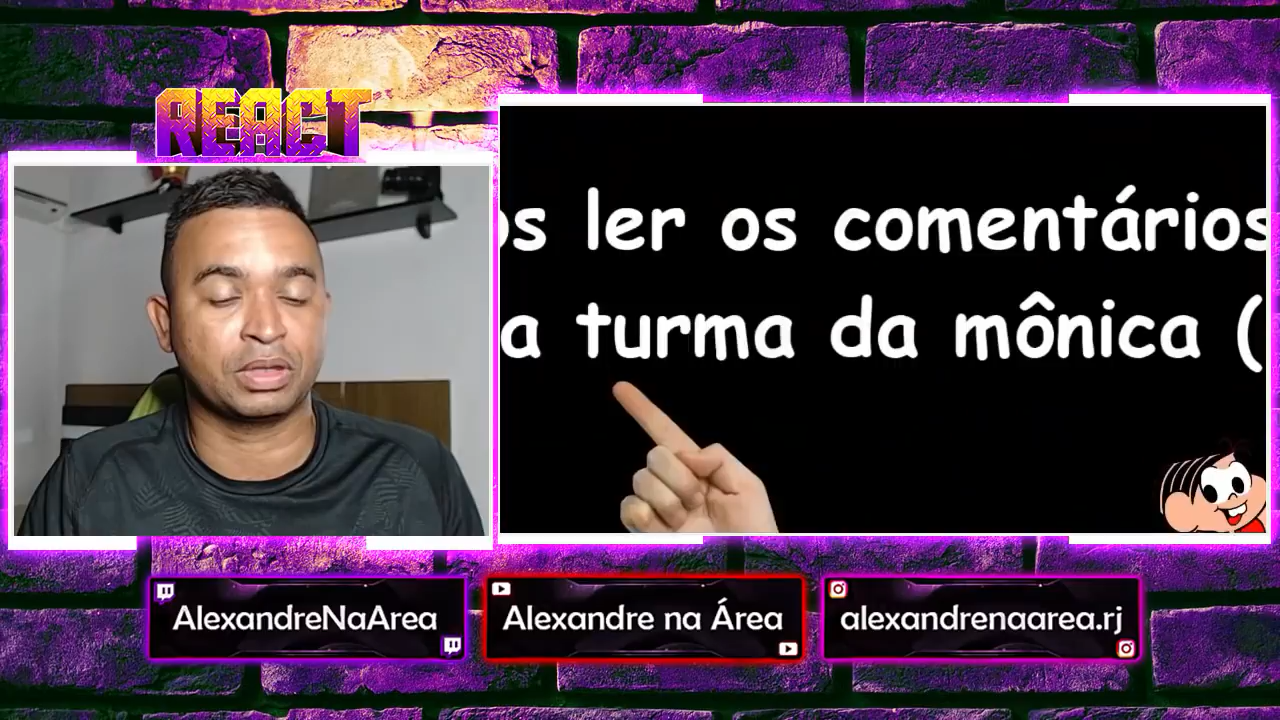 REACT
os ler os comentários
a turma da mônica (
AlexandreNaArea
Alexandre na Área
alexandrenaarea.rj